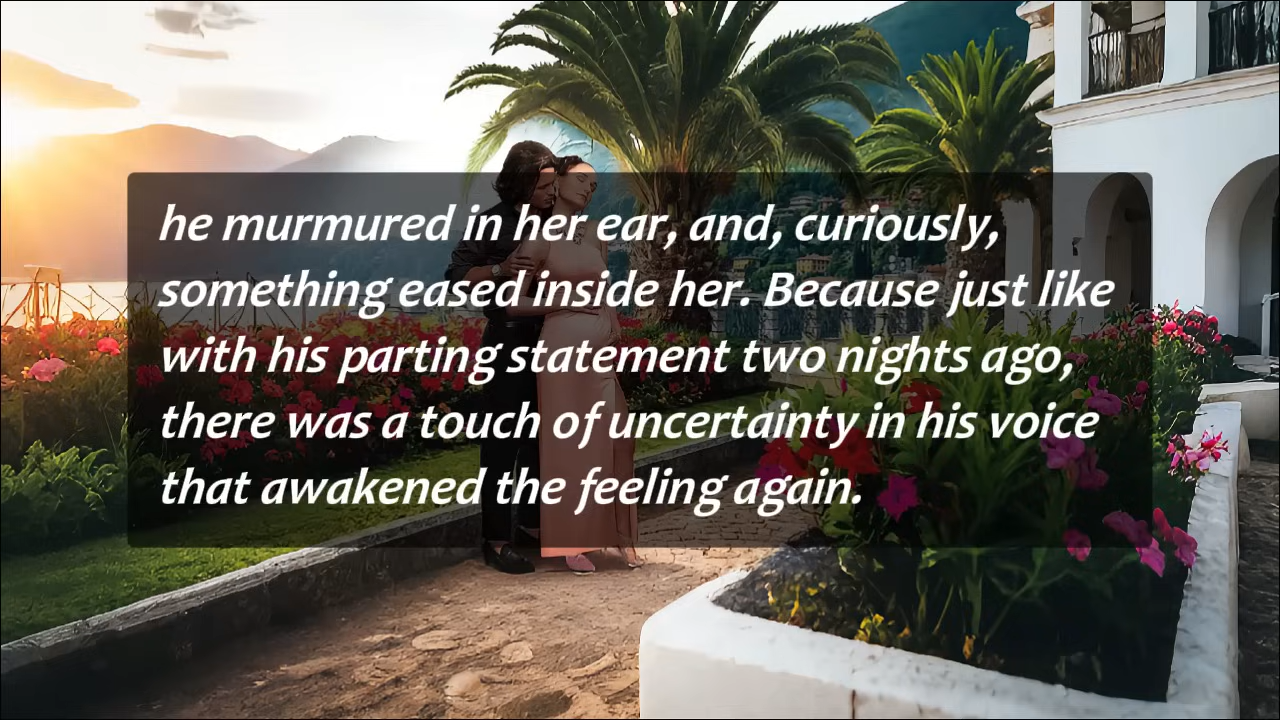 he murmured in her ear, and, curiously,
something eased inside her. Because just like
with his parting statement two nights ago,
there was a touch of uncertainty in his voice
that awakened the feeling again.